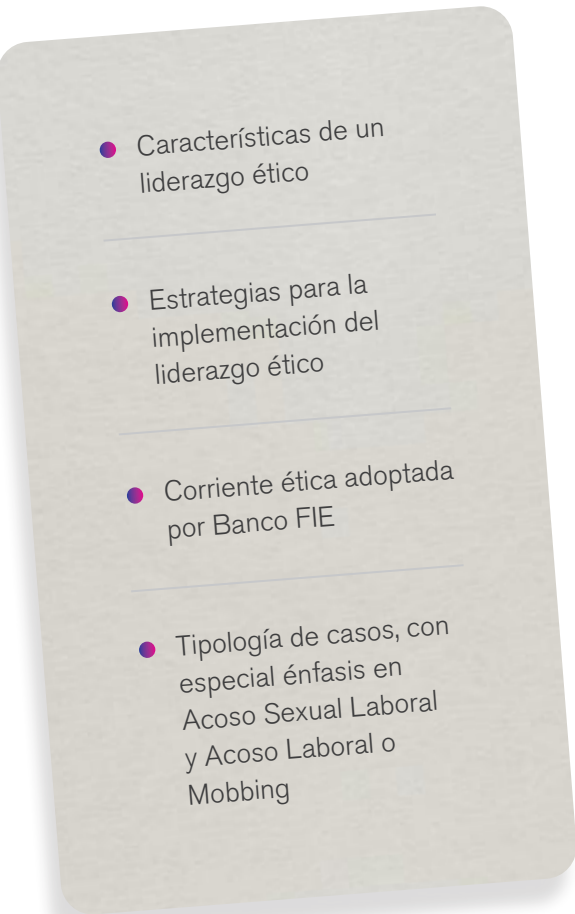 Características de un
liderazgo ético
Estrategias para la
implementación del
liderazgo ético
Corriente ética adoptada
por Banco FIE
Tipología de casos, con
especial énfasis en
Acoso Sexual Laboral
y Acoso Laboral o
Mobbing